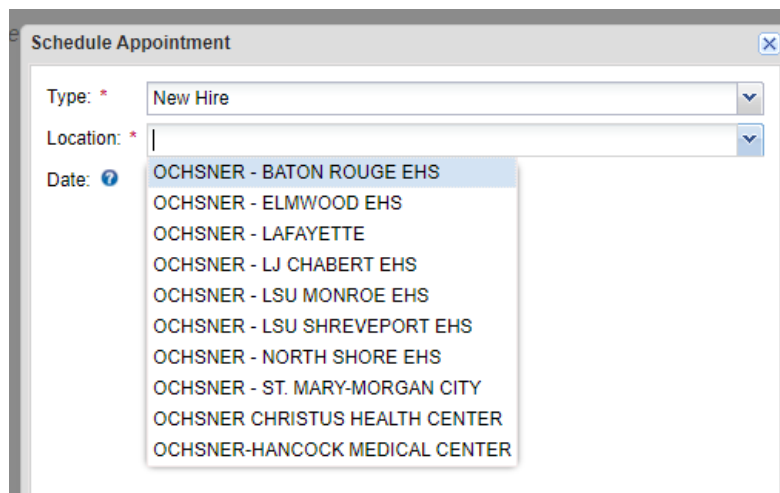 e
Schedule Appointment
Type: * New Hire
Location: *
OCHSNER - BATON ROUGE EHS
Date:
OCHSNER - ELMWOOD EHS
OCHSNER - LAFAYETTE
OCHSNER - LJ CHABERT EHS
OCHSNER - LSU MONROE EHS
OCHSNER - LSU SHREVEPORT EHS
OCHSNER - NORTH SHORE EHS
OCHSNER - ST. MARY-MORGAN CITY
OCHSNER CHRISTUS HEALTH CENTER
OCHSNER-HANCOCK MEDICAL CENTER